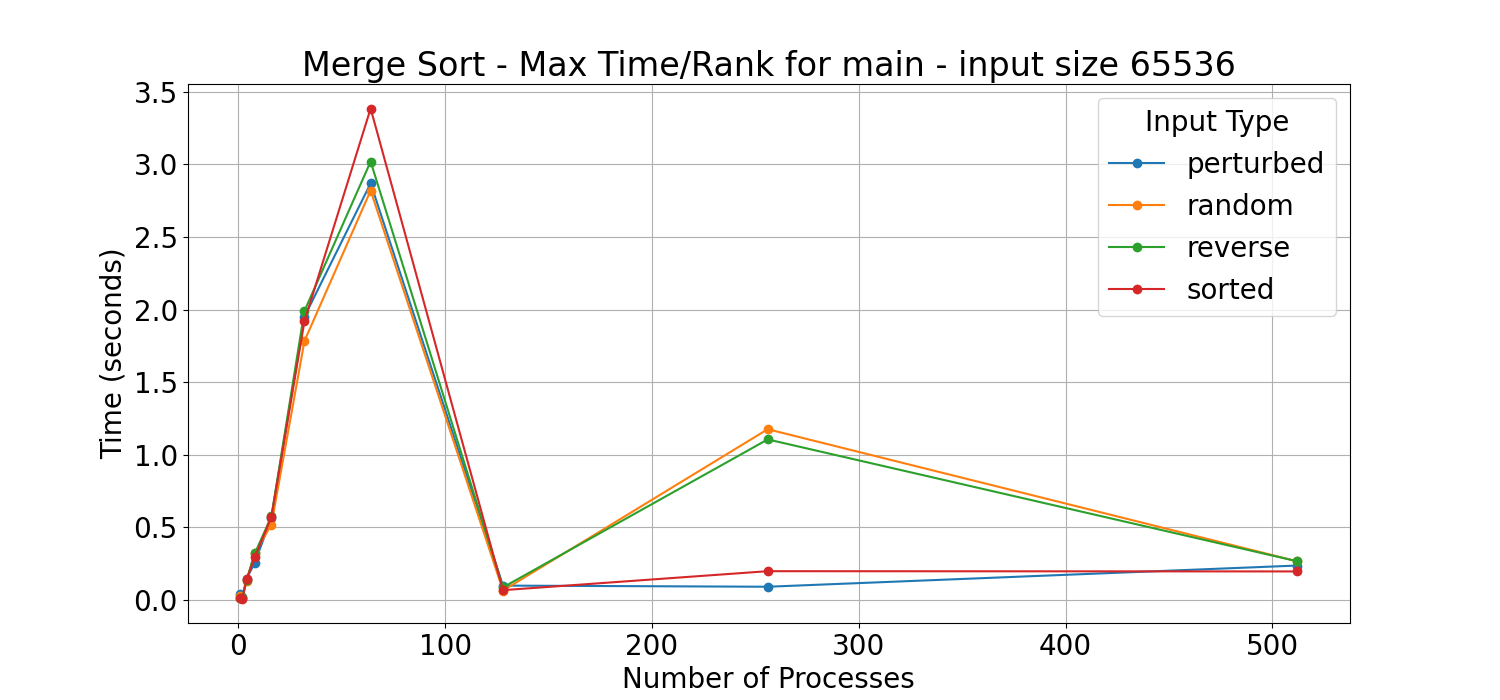 Merge Sort - Max Time/Rank for main - input size 65536
Time (seconds)
3.5
3.0
2.5
2.0
1.5
1.0
0.5
0.0
Input Type
perturbed
random
reverse
sorted
0 100 200 300 400 500
Number of Processes